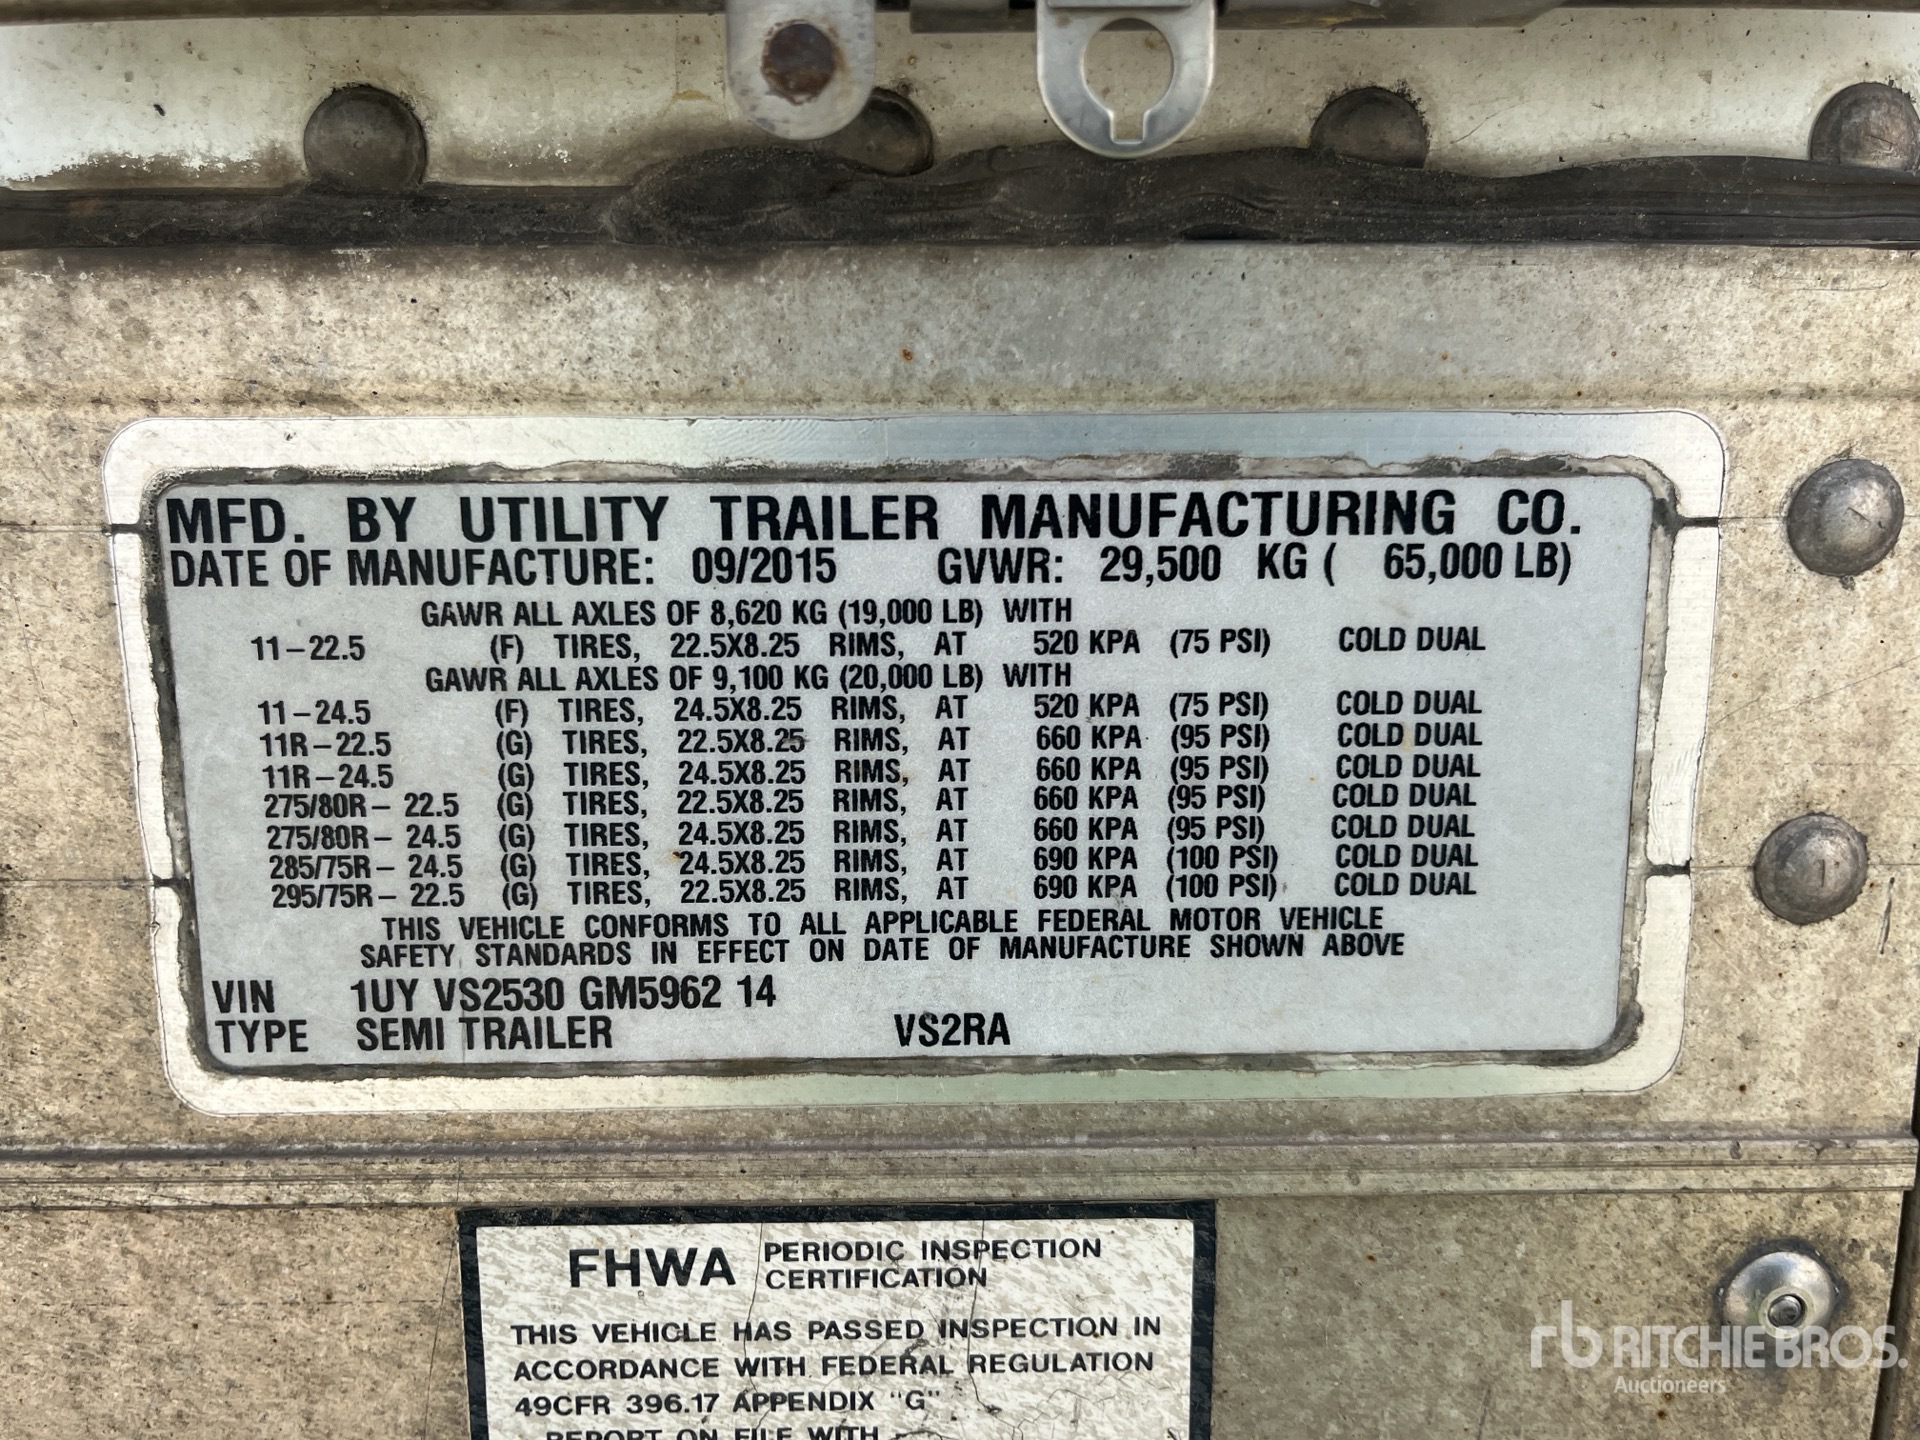 MFD. BY UTILITY TRAILER MANUFACTURING CO.
DATE OF MANUFACTURE: 09/2015 GVWR: 29,500 KG ( 65,000 LB)
GAWR ALL AXLES OF 8,620 KG (19,000 LB) WITH
11-22.5 (F) TIRES, 22.5X8.25 RIMS, AT 520 KPA (75 PSI) COLD DUAL
GAWR ALL AXLES OF 9,100 KG (20,000 LB) WITH
11-24.5 (F) TIRES, 24.5X8.25 RIMS, AT 520 KPA (75 PSI) COLD DUAL
11R-22.5 (G) TIRES, 22.5X8.25 RIMS, AT 660 KPA (95 PSI) COLD DUAL
11R-24.5 (G) TIRES, 24.5X8.25 RIMS, AT 660 KPA (95 PSI) COLD DUAL
275/80R- 22.5 (G) TIRES, 22.5X8.25 RIMS, AT 660 KPA (95 PSI) COLD DUAL
275/80R- 24.5 (G) TIRES, 24.5X8.25 RIMS, AT 660 KPA (95 PSI) COLD DUAL
285/75R- 24.5 (G) TIRES, 24.5X8.25 RIMS, AT 690 KPA (100 PSI) COLD DUAL
295/75R- 22.5 (G) TIRES, 22.5X8.25 RIMS, AT 690 KPA (100 PSI) COLD DUAL
THIS VEHICLE CONFORMS TO ALL APPLICABLE FEDERAL MOTOR VEHICLE
SAFETY STANDARDS IN EFFECT ON DATE OF MANUFACTURE SHOWN ABOVE
VIN 1UY VS2530 GM5962 14
TYPE SEMI TRAILER VS2RA
FHWA PERIODIC INSPECTION
CERTIFICATION
THIS VEHICLE HAS PASSED INSPECTION IN
ACCORDANCE WITH FEDERAL REGULATION
49CFR 396.17 APPENDIX "G"
REPORT ON FILE WITH
rb RITCHIE BROS.
Auctioneers